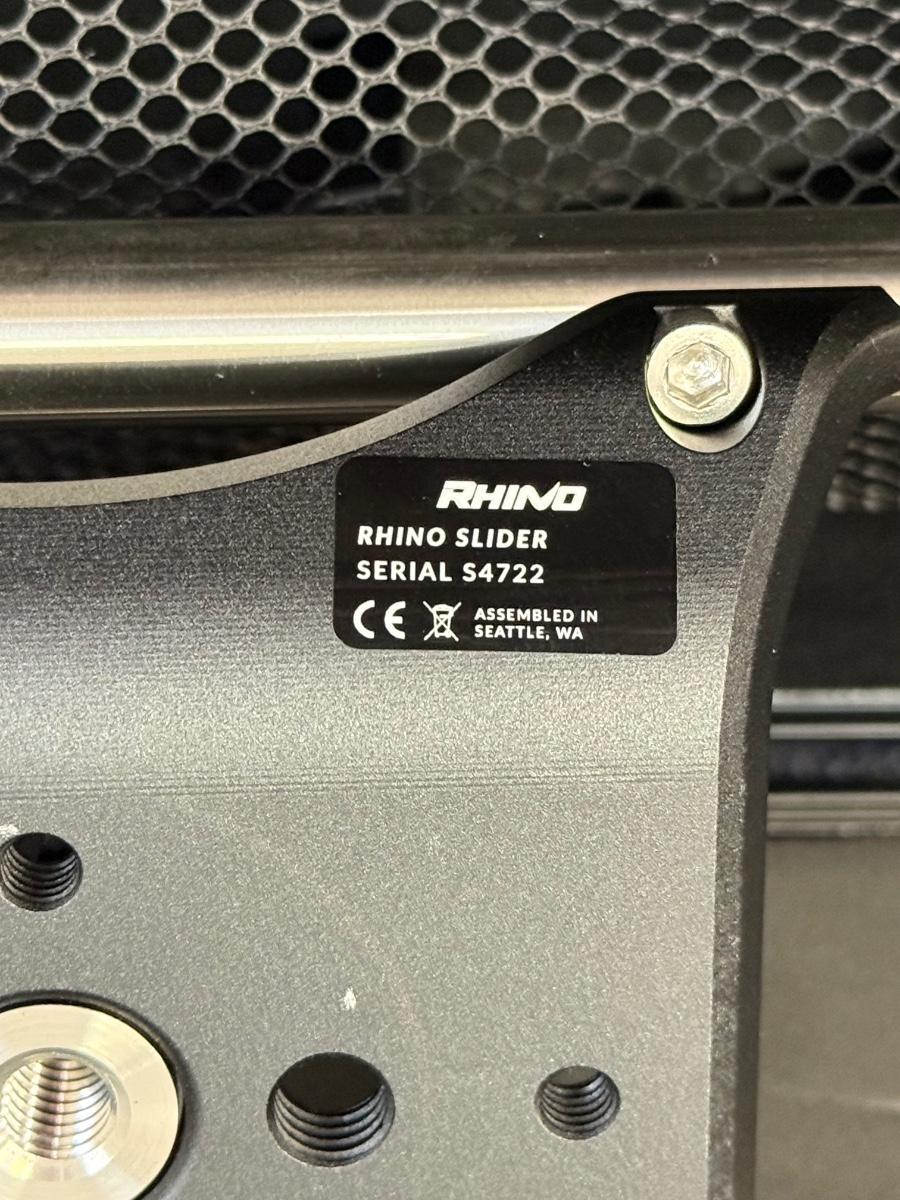 RHINO
RHINO SLIDER
SERIAL S4722
CE ASSEMBLED IN
SEATTLE, WA